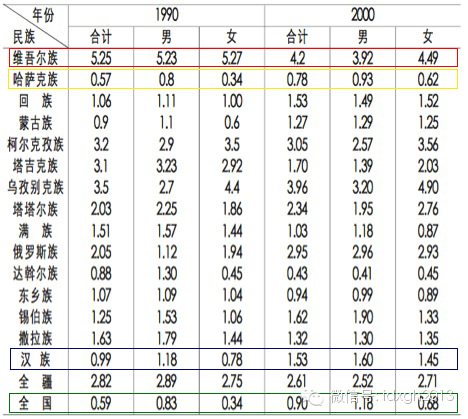 年份 1990 2000
民族 合计 男 女 合计 男 女
维吾尔族 5.25 5.23 5.27 4.2 3.92 4.49
哈萨克族 0.57 0.8 0.34 0.78 0.93 0.62
回 族 1.06 1.11 1.00 1.53 1.49 1.52
蒙古族 0.9 1.1 0.6 1.27 1.29 1.25
柯尔克孜族 3.2 2.9 3.5 3.05 2.57 3.56
塔吉克族 3.1 3.23 2.92 1.70 1.39 2.03
乌孜别克族 3.5 2.7 4.4 3.96 3.20 4.90
塔塔尔族 2.03 2.25 1.86 2.34 1.95 2.76
满 族 1.51 1.57 1.44 1.03 1.18 0.87
俄罗斯族 2.05 1.12 1.94 2.95 2.96 2.93
达斡尔族 0.88 1.30 0.45 0.43 0.41 0.45
东乡族 1.07 1.09 1.04 0.94 0.99 0.89
锡伯族 1.25 1.53 1.06 1.62 1.90 1.33
撒拉族 1.63 1.79 1.44 1.32 1.30 1.35
汉 族 0.99 1.18 0.78 1.53 1.60 1.45
全 疆 2.82 2.89 2.75 2.61 2.52 2.71
全 国 0.59 0.83 0.34 0.90 1.13 0.68
微信号: